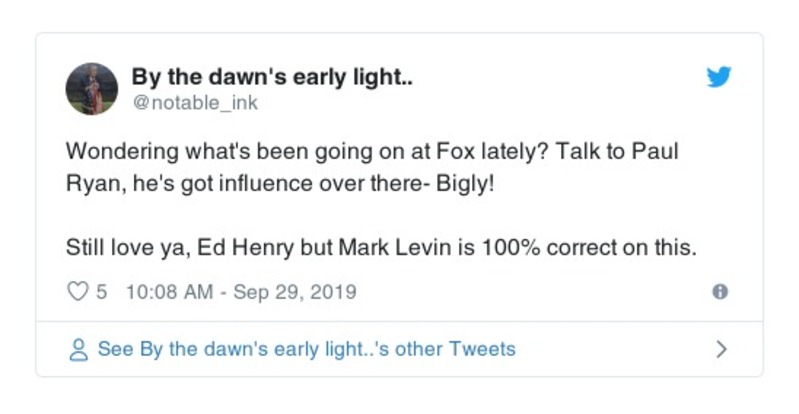 By the dawn's early light..
@notable_ink
Wondering what's been going on at Fox lately? Talk to Paul
Ryan, he's got influence over there- Bigly!
Still love ya, Ed Henry but Mark Levin is 100% correct on this.
5 10:08 AM - Sep 29, 2019
See By the dawn's early light..'s other Tweets